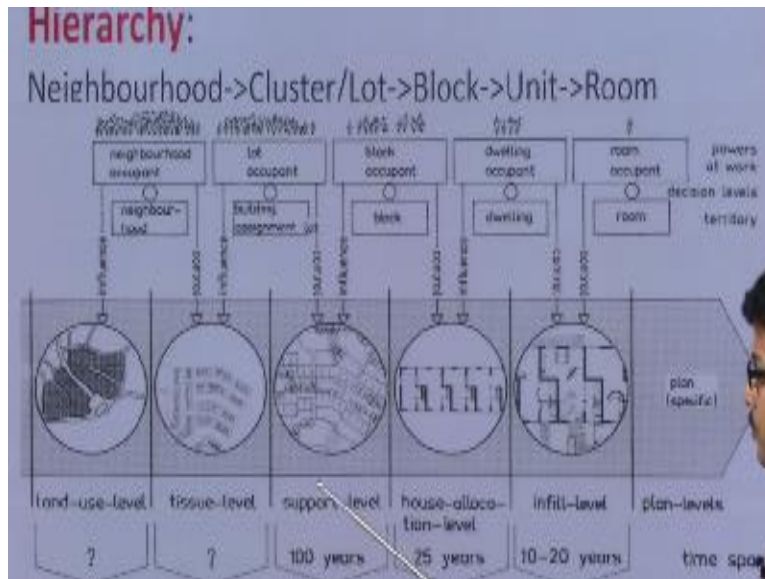 Hierarchy:
Neighbourhood->Cluster/Lot->Block->Unit->Room
neighbourhood occupant
lot occupant
block occupant
dwelling occupant
room occupant
powers at work
decision levels
neighbour-hood
building assignment lot
block
dwelling
room
territory
influence
control
influence
control
influence
control
influence
control
control
plan (specific)
land-use-level
tissue-level
support-level
house-alloca-tion-level
infill-level
plan-levels
?
?
100 years
25 years
10-20 years
time